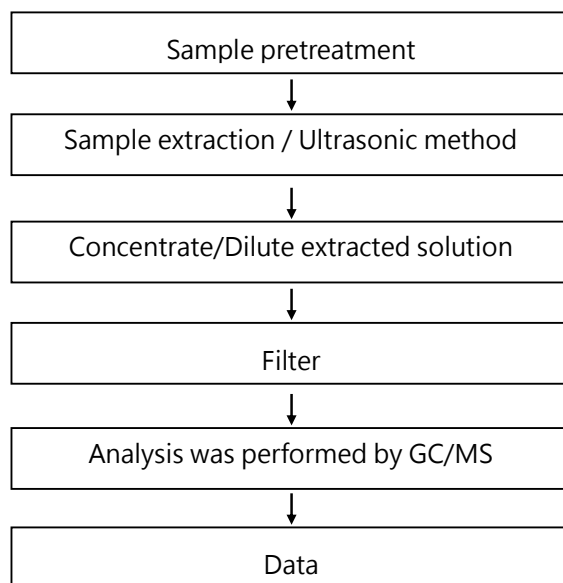 Sample pretreatment
Sample extraction / Ultrasonic method
Concentrate/Dilute extracted solution
Filter
Analysis was performed by GC/MS
Data